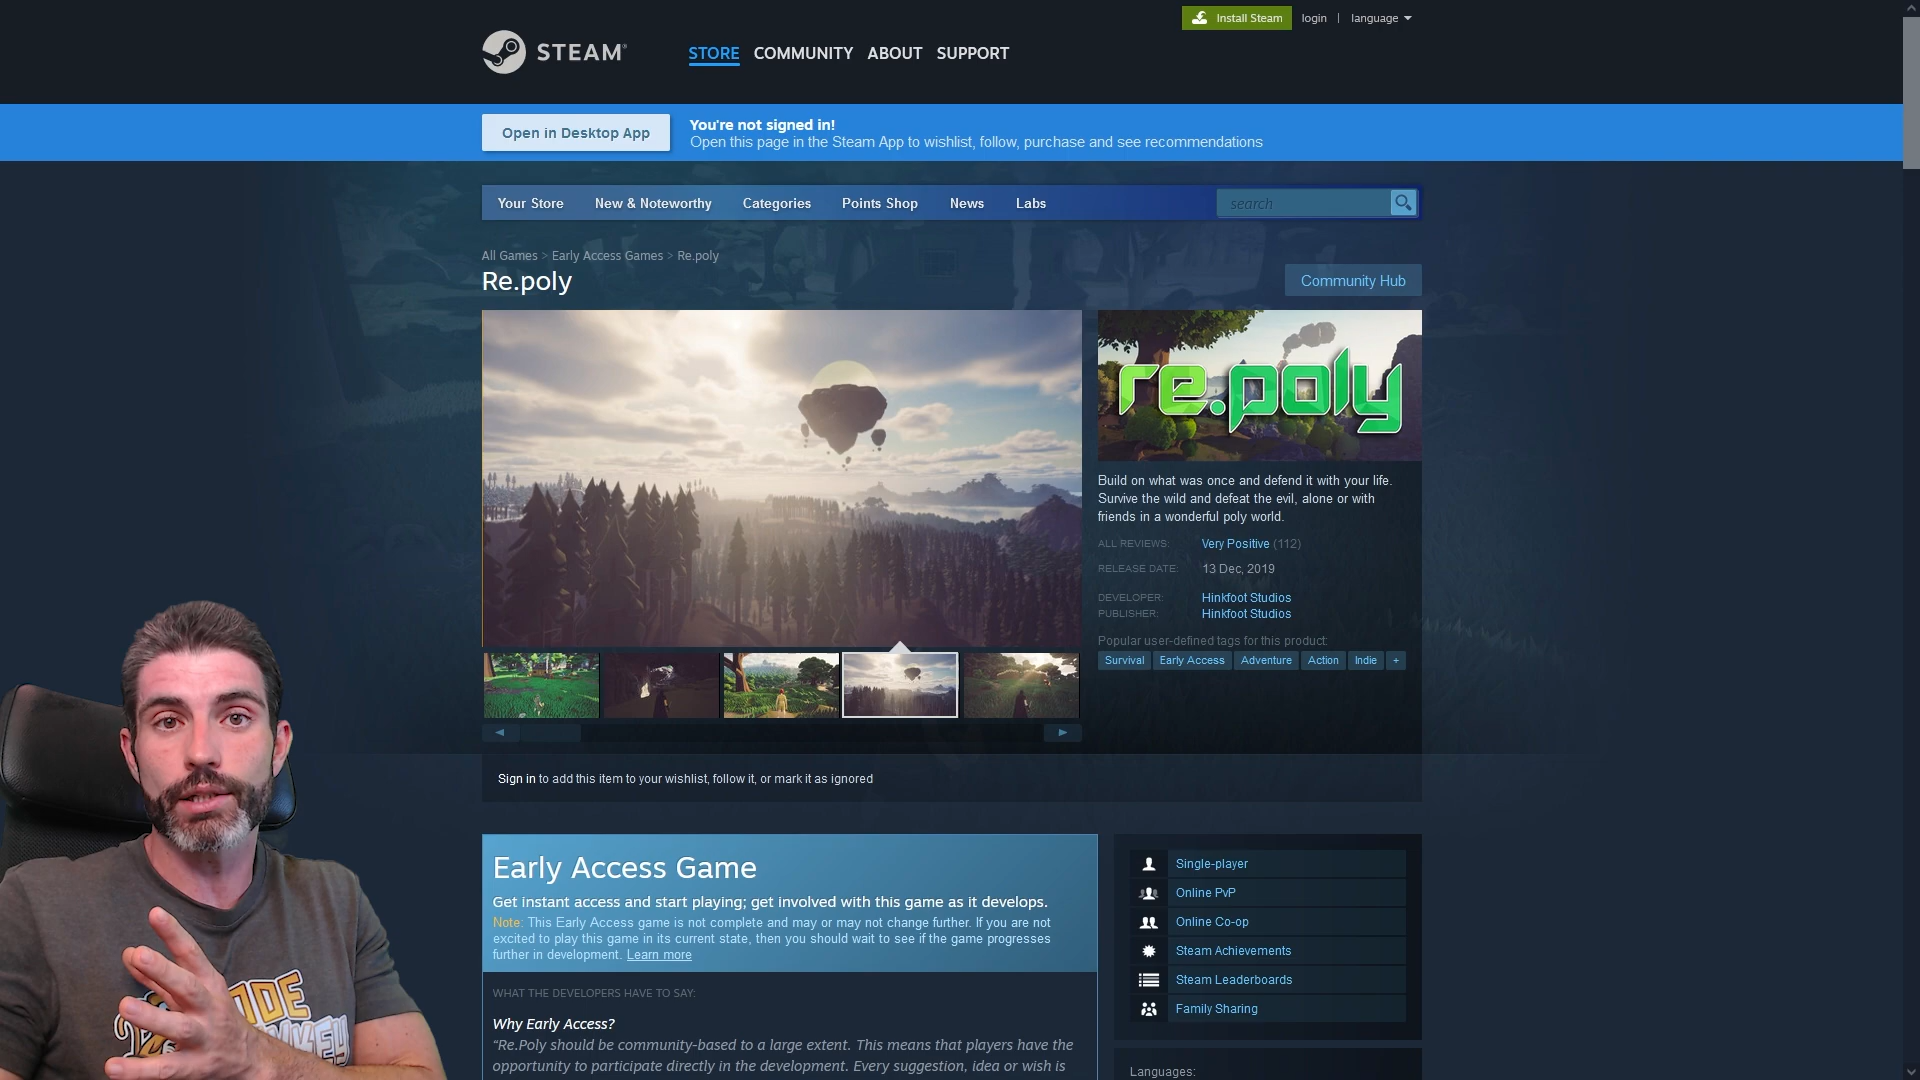 Install Steam
login | language
STEAM
STORE COMMUNITY ABOUT SUPPORT
Open in Desktop App
You're not signed in!
Open this page in the Steam App to wishlist, follow, purchase and see recommendations
Your Store New & Noteworthy Categories Points Shop News Labs
search
All Games > Early Access Games > Re.poly
Re.poly
Community Hub
re.poly
Build on what was once and defend it with your life.
Survive the wild and defeat the evil, alone or with
friends in a wonderful poly world.
ALL REVIEWS: Very Positive (112)
RELEASE DATE: 13 Dec, 2019
DEVELOPER: Hinkfoot Studios
PUBLISHER: Hinkfoot Studios
Popular user-defined tags for this product:
Survival Early Access Adventure Action Indie +
Sign in to add this item to your wishlist, follow it, or mark it as ignored
Early Access Game
Get instant access and start playing; get involved with this game as it develops.
Note: This Early Access game is not complete and may or may not change further. If you are not
excited to play this game in its current state, then you should wait to see if the game progresses
further in development. Learn more
WHAT THE DEVELOPERS HAVE TO SAY:
Why Early Access?
“Re.Poly should be community-based to a large extent. This means that players have the
opportunity to participate directly in the development. Every suggestion, idea or wish is
Single-player
Online PvP
Online Co-op
Steam Achievements
Steam Leaderboards
Family Sharing
Languages: